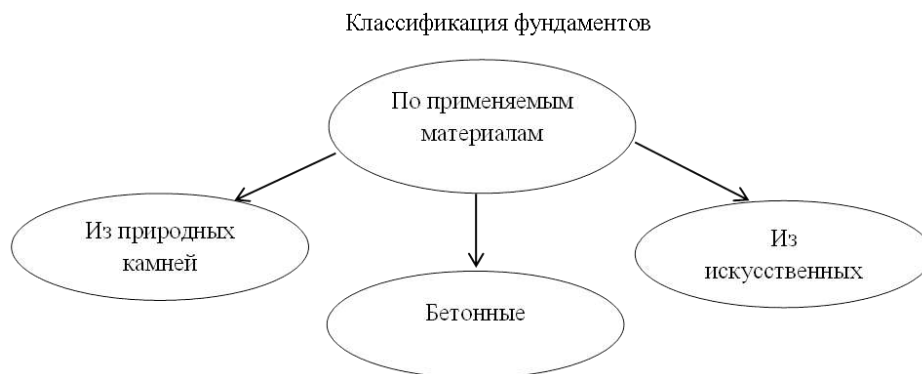 Классификация фундаментов
По применяемым
материалам
Из природных
камней
Бетонные
Из
искусственных